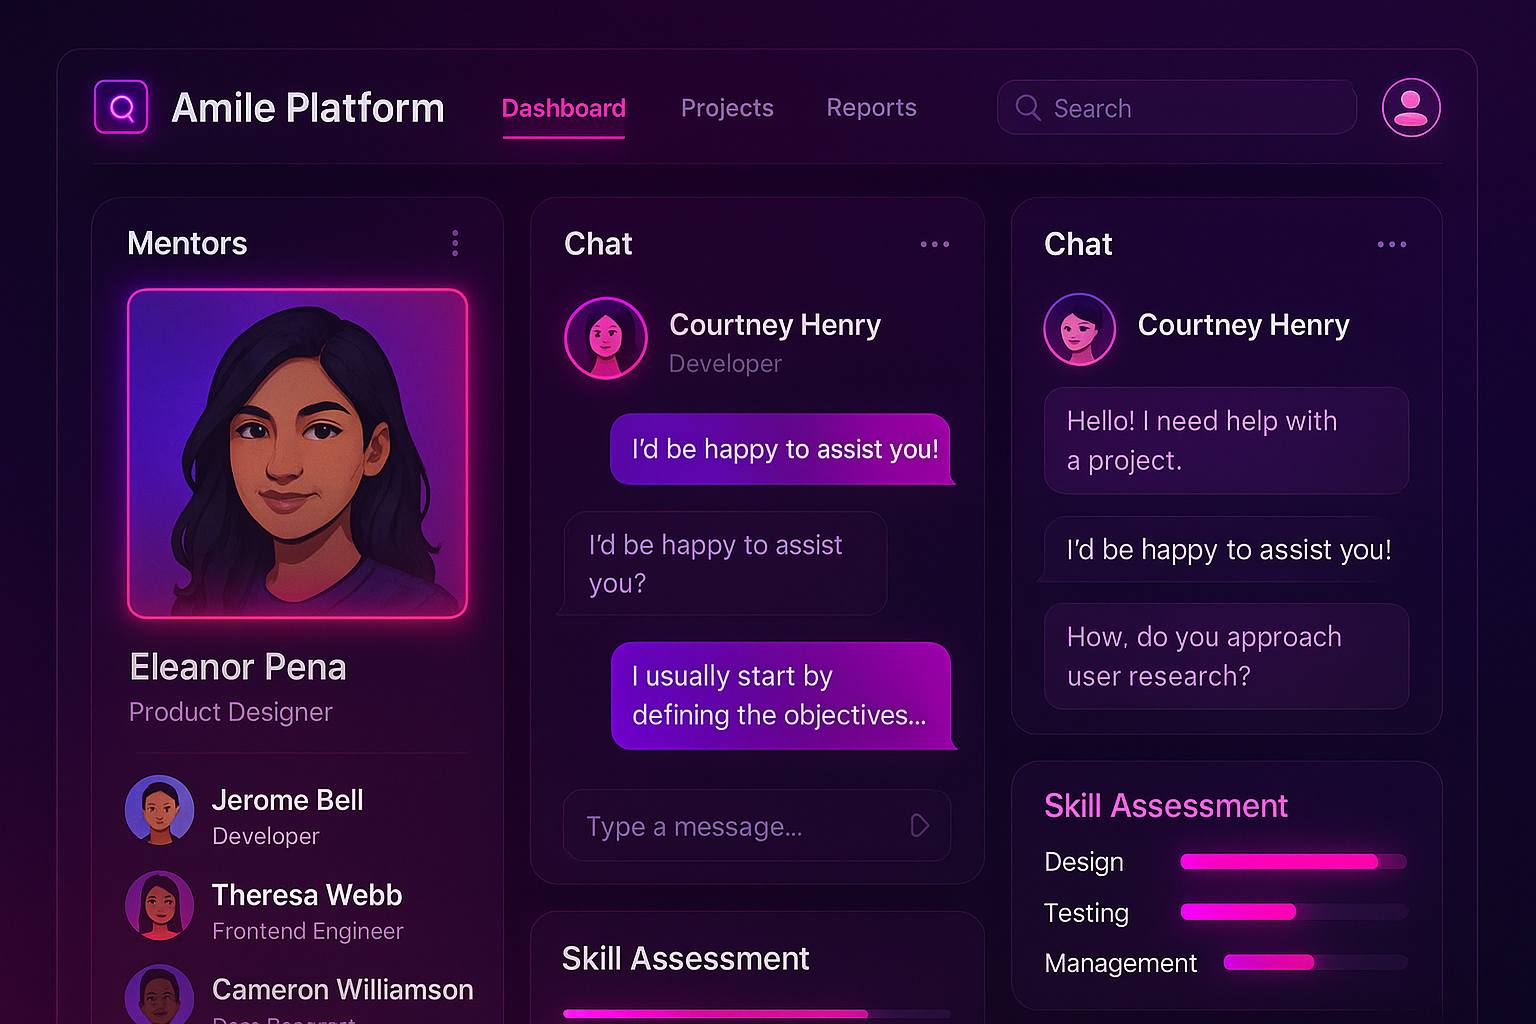 Amile Platform
Dashboard
Projects
Reports
Search
Mentors
Eleanor Pena
Product Designer
Jerome Bell
Developer
Theresa Webb
Frontend Engineer
Cameron Williamson
Chat
Courtney Henry
Developer
I'd be happy to assist you!
I'd be happy to assist
you?
I usually start by
defining the objectives...
Type a message...
Skill Assessment
Chat
Courtney Henry
Hello! I need help with
a project.
I'd be happy to assist you!
How, do you approach
user research?
Skill Assessment
Design
Testing
Management